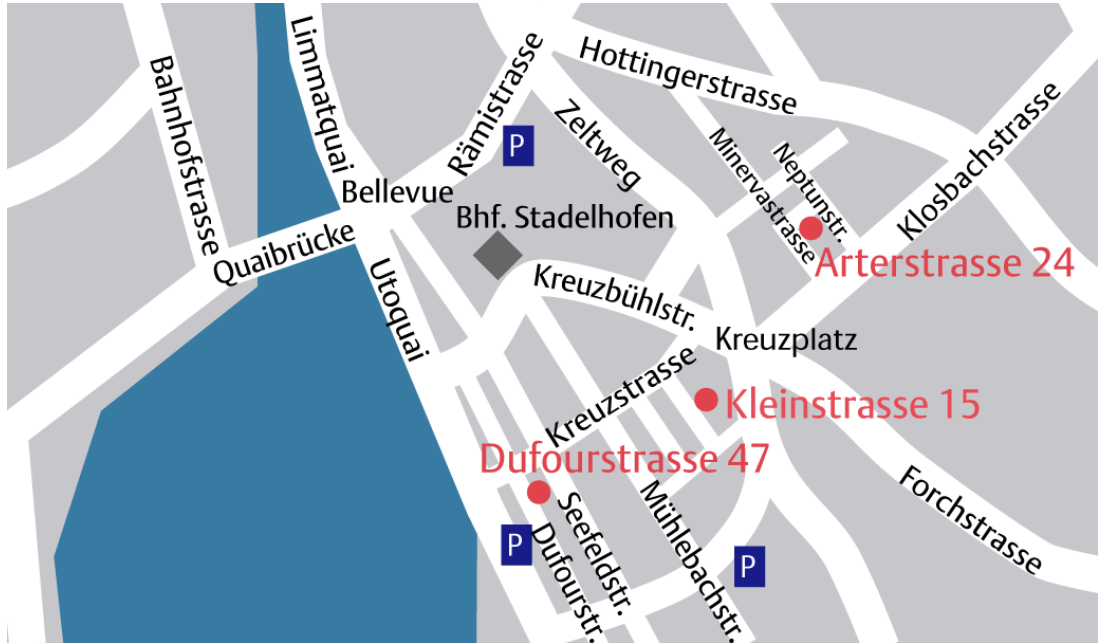 Limmatquai
Bahnhofstrasse
Rämistrasse
Hottingerstrasse
P
Zeltweg
Minervastrasse
Neptunstr.
Klosbachstrasse
Bellevue
Bhf. Stadelhofen
Quaibrücke
Utoquai
Arterstrasse 24
Kreuzbühlstr.
Kreuzplatz
Kreuzstrasse
Kleinstrasse 15
Dufourstrasse 47
Forchstrasse
Seefeldstr.
Mühlebachstr.
Dufourstr.
P
P